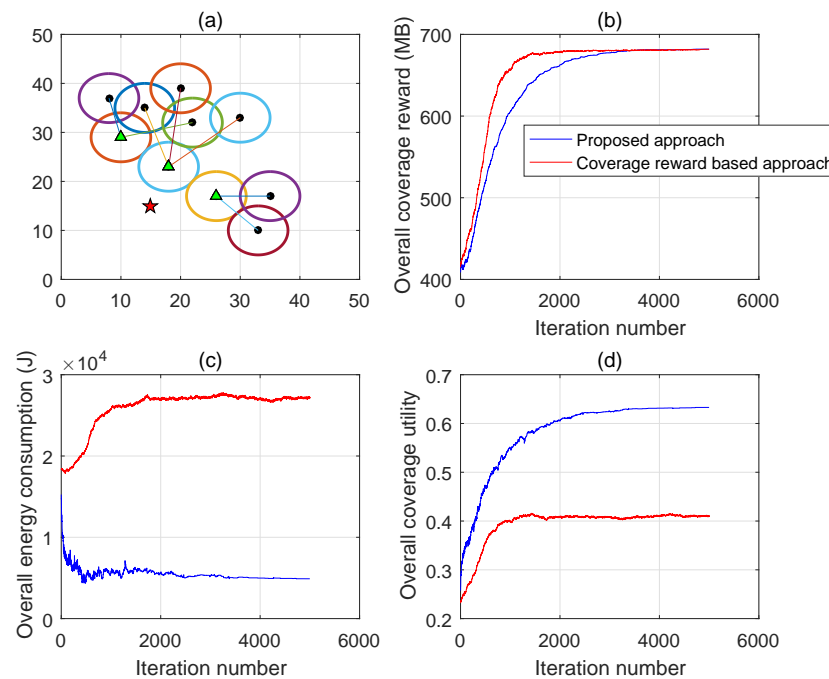 (a)
50
40
30
20
10
0
0 10 20 30 40 50
(b)
Overall coverage reward (MB)
700
600
500
400
0 2000 4000 6000
Iteration number
Proposed approach
Coverage reward based approach
(c)
×10^4
Overall energy consumption (J)
3
2
1
0
0 2000 4000 6000
Iteration number
(d)
Overall coverage utility
0.7
0.6
0.5
0.4
0.3
0.2
0 2000 4000 6000
Iteration number